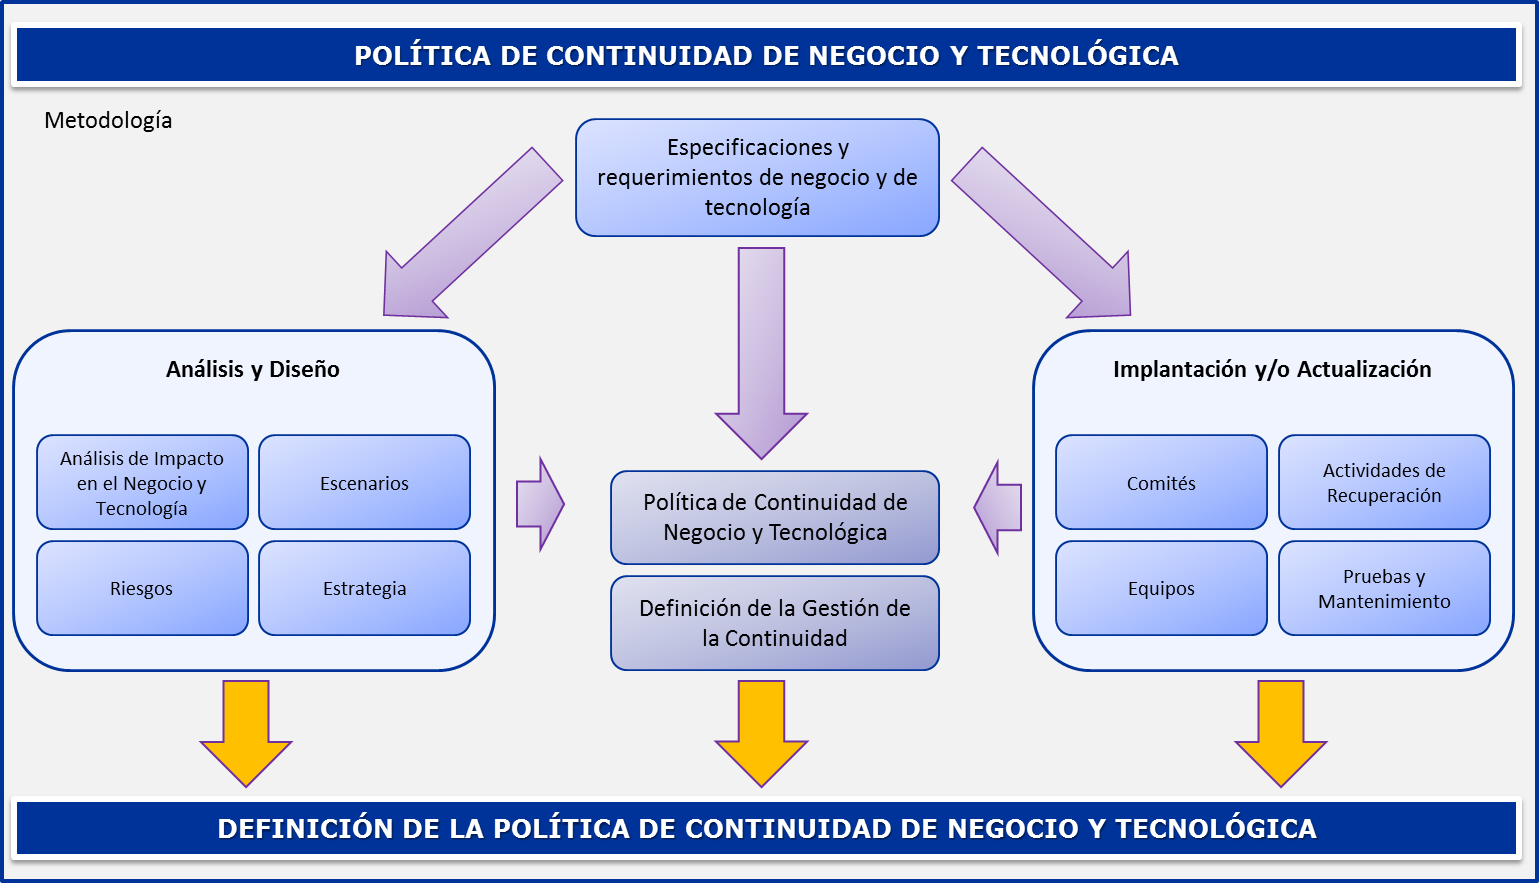 POLÍTICA DE CONTINUIDAD DE NEGOCIO Y TECNOLÓGICA
Metodología
Especificaciones y
requerimientos de negocio y de
tecnología
Análisis y Diseño
Análisis de Impacto
en el Negocio y
Tecnología
Escenarios
Riesgos
Estrategia
Política de Continuidad de
Negocio y Tecnológica
Definición de la Gestión de
la Continuidad
Implantación y/o Actualización
Comités
Actividades de
Recuperación
Equipos
Pruebas y
Mantenimiento
DEFINICIÓN DE LA POLÍTICA DE CONTINUIDAD DE NEGOCIO Y TECNOLÓGICA